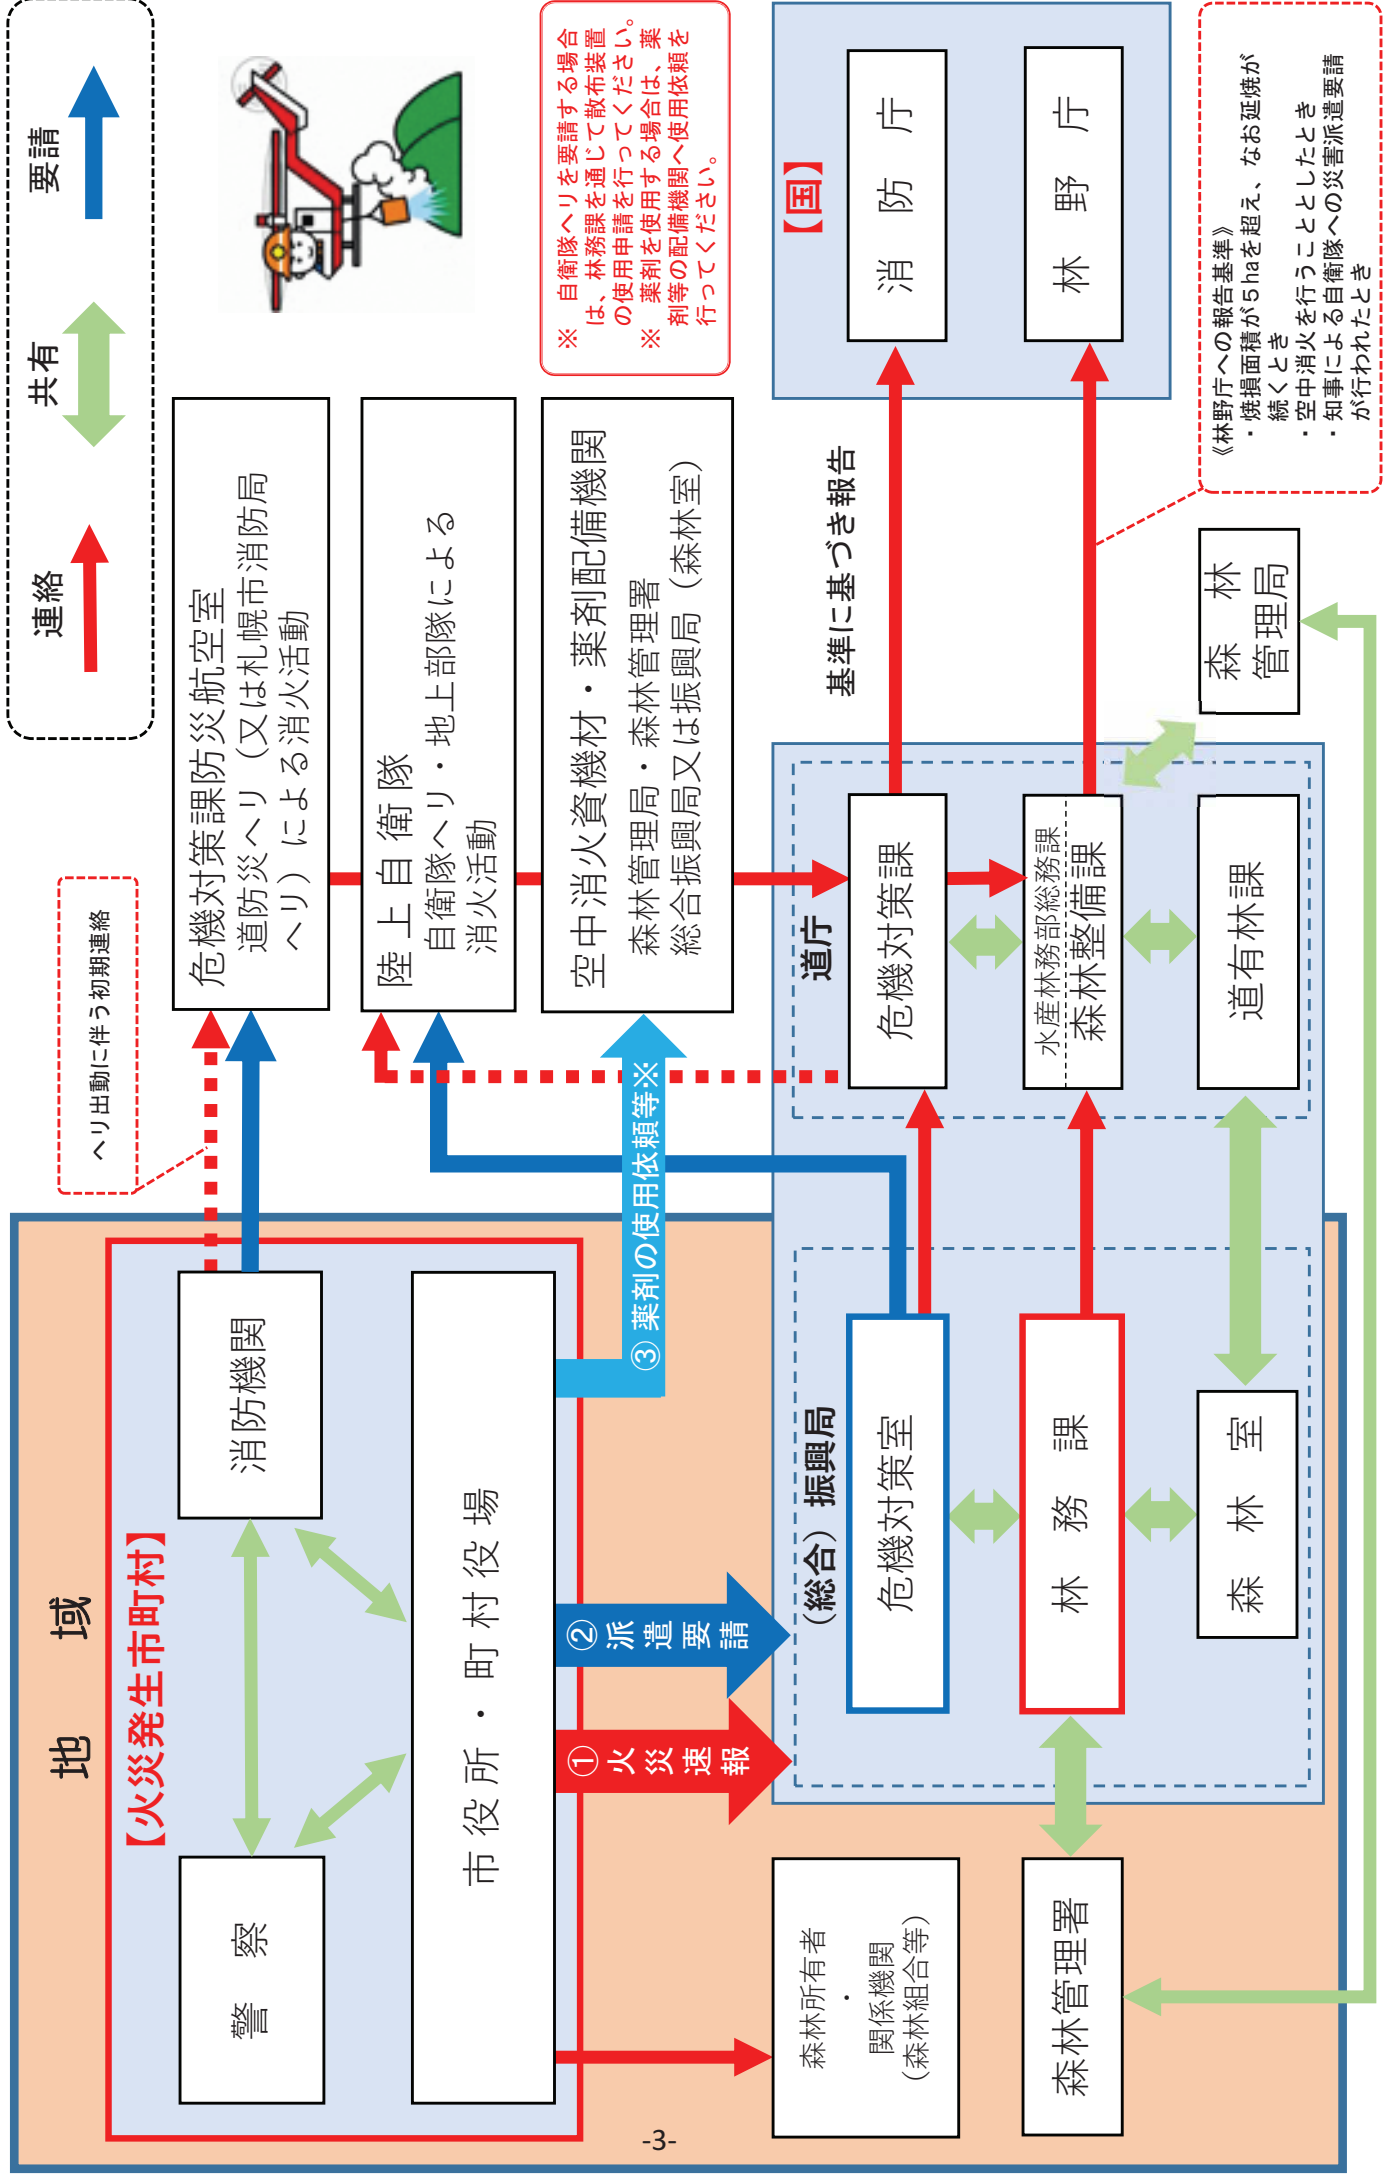 連絡
共有
要請
地　域
【火災発生市町村】
警　察
消防機関
市役所・町村役場
ヘリ出動に伴う初期連絡
危機対策課防災航空室
道防災ヘリ（又は札幌市消防局
ヘリ）による消火活動
陸上自衛隊
自衛隊ヘリ・地上部隊による
消火活動
空中消火資機材・薬剤配備機関
森林管理局・森林管理署
総合振興局又は振興局（森林室）
※　自衛隊ヘリを要請する場合
は、林務課を通じて散布装置
の使用申請を行ってください。
※　薬剤を使用する場合は、薬
剤等の配備機関へ使用依頼を
行ってください。
①火災速報
②派遣要請
③薬剤の使用依頼等※
森林所有者
・
関係機関
（森林組合等）
森林管理署
（総合）振興局
危機対策室
林　務　課
森　林　室
道庁
危機対策課
水産林務部総務課
森林整備課
道有林課
基準に基づき報告
森　林
管理局
【国】
消　防　庁
林　野　庁
《林野庁への報告基準》
・焼損面積が５haを超え、なお延焼が
続くとき
・空中消火を行うこととしたとき
・知事による自衛隊への災害派遣要請
が行われたとき
-3-